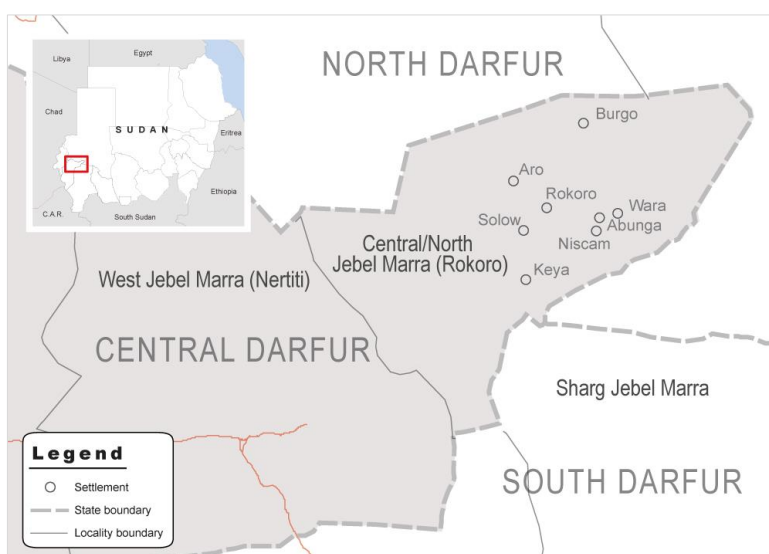 NORTH DARFUR
Libya
Egypt
Chad
SUDAN
Eritrea
Ethiopia
C.A.R.
South Sudan
Burgo
Aro
Rokoro
Wara
Solow
Abunga
Niscam
Central/North
Jebel Marra (Rokoro)
Keya
West Jebel Marra (Nertiti)
CENTRAL DARFUR
Sharg Jebel Marra
SOUTH DARFUR
Legend
Settlement
State boundary
Locality boundary